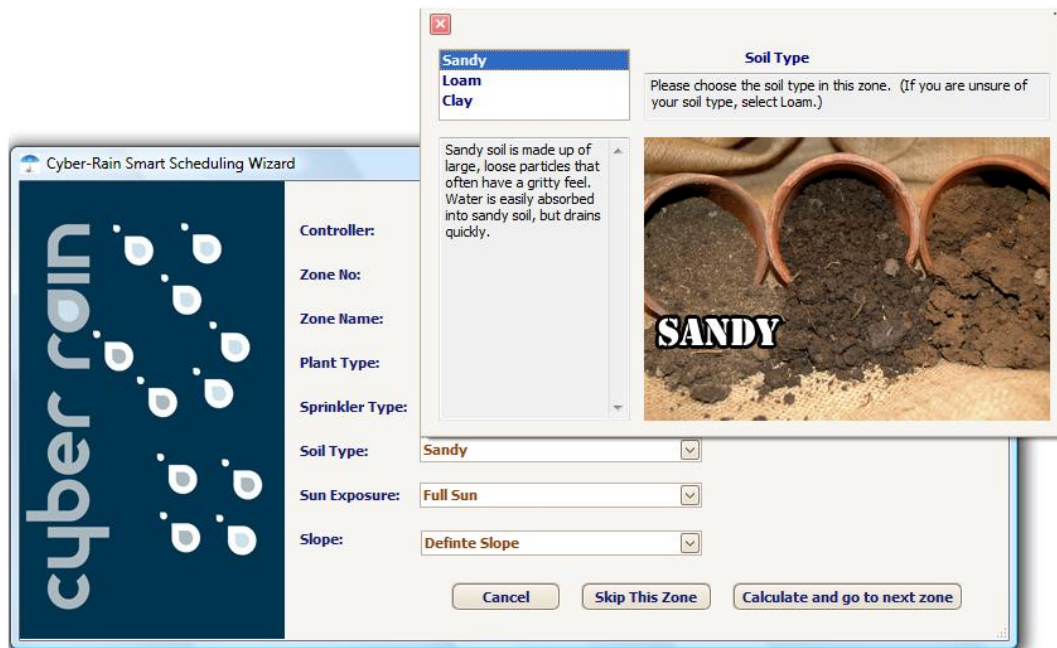 Sandy
Loam
Clay
Soil Type
Please choose the soil type in this zone.  (If you are unsure of
your soil type, select Loam.)
Sandy soil is made up of
large, loose particles that
often have a gritty feel.
Water is easily absorbed
into sandy soil, but drains
quickly.
SANDY
Cyber-Rain Smart Scheduling Wizard
cyber rain
Controller:
Zone No:
Zone Name:
Plant Type:
Sprinkler Type:
Soil Type: Sandy
Sun Exposure: Full Sun
Slope: Definte Slope
Cancel Skip This Zone Calculate and go to next zone